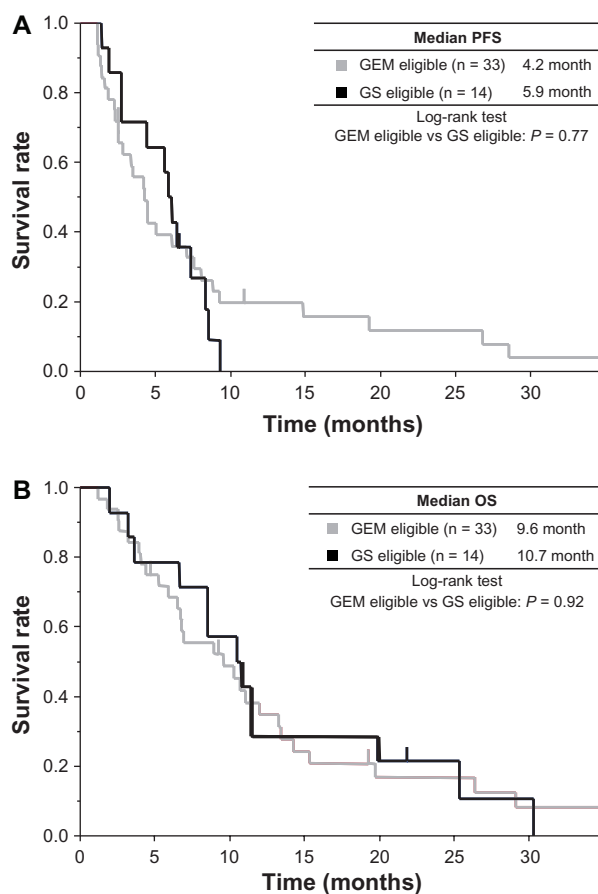 A
Median PFS
GEM eligible (n = 33) 4.2 month
GS eligible (n = 14) 5.9 month
Log-rank test
GEM eligible vs GS eligible: P = 0.77
Survival rate
1.0
0.8
0.6
0.4
0.2
0.0
0 5 10 15 20 25 30
Time (months)
B
Median OS
GEM eligible (n = 33) 9.6 month
GS eligible (n = 14) 10.7 month
Log-rank test
GEM eligible vs GS eligible: P = 0.92
Survival rate
1.0
0.8
0.6
0.4
0.2
0.0
0 5 10 15 20 25 30
Time (months)